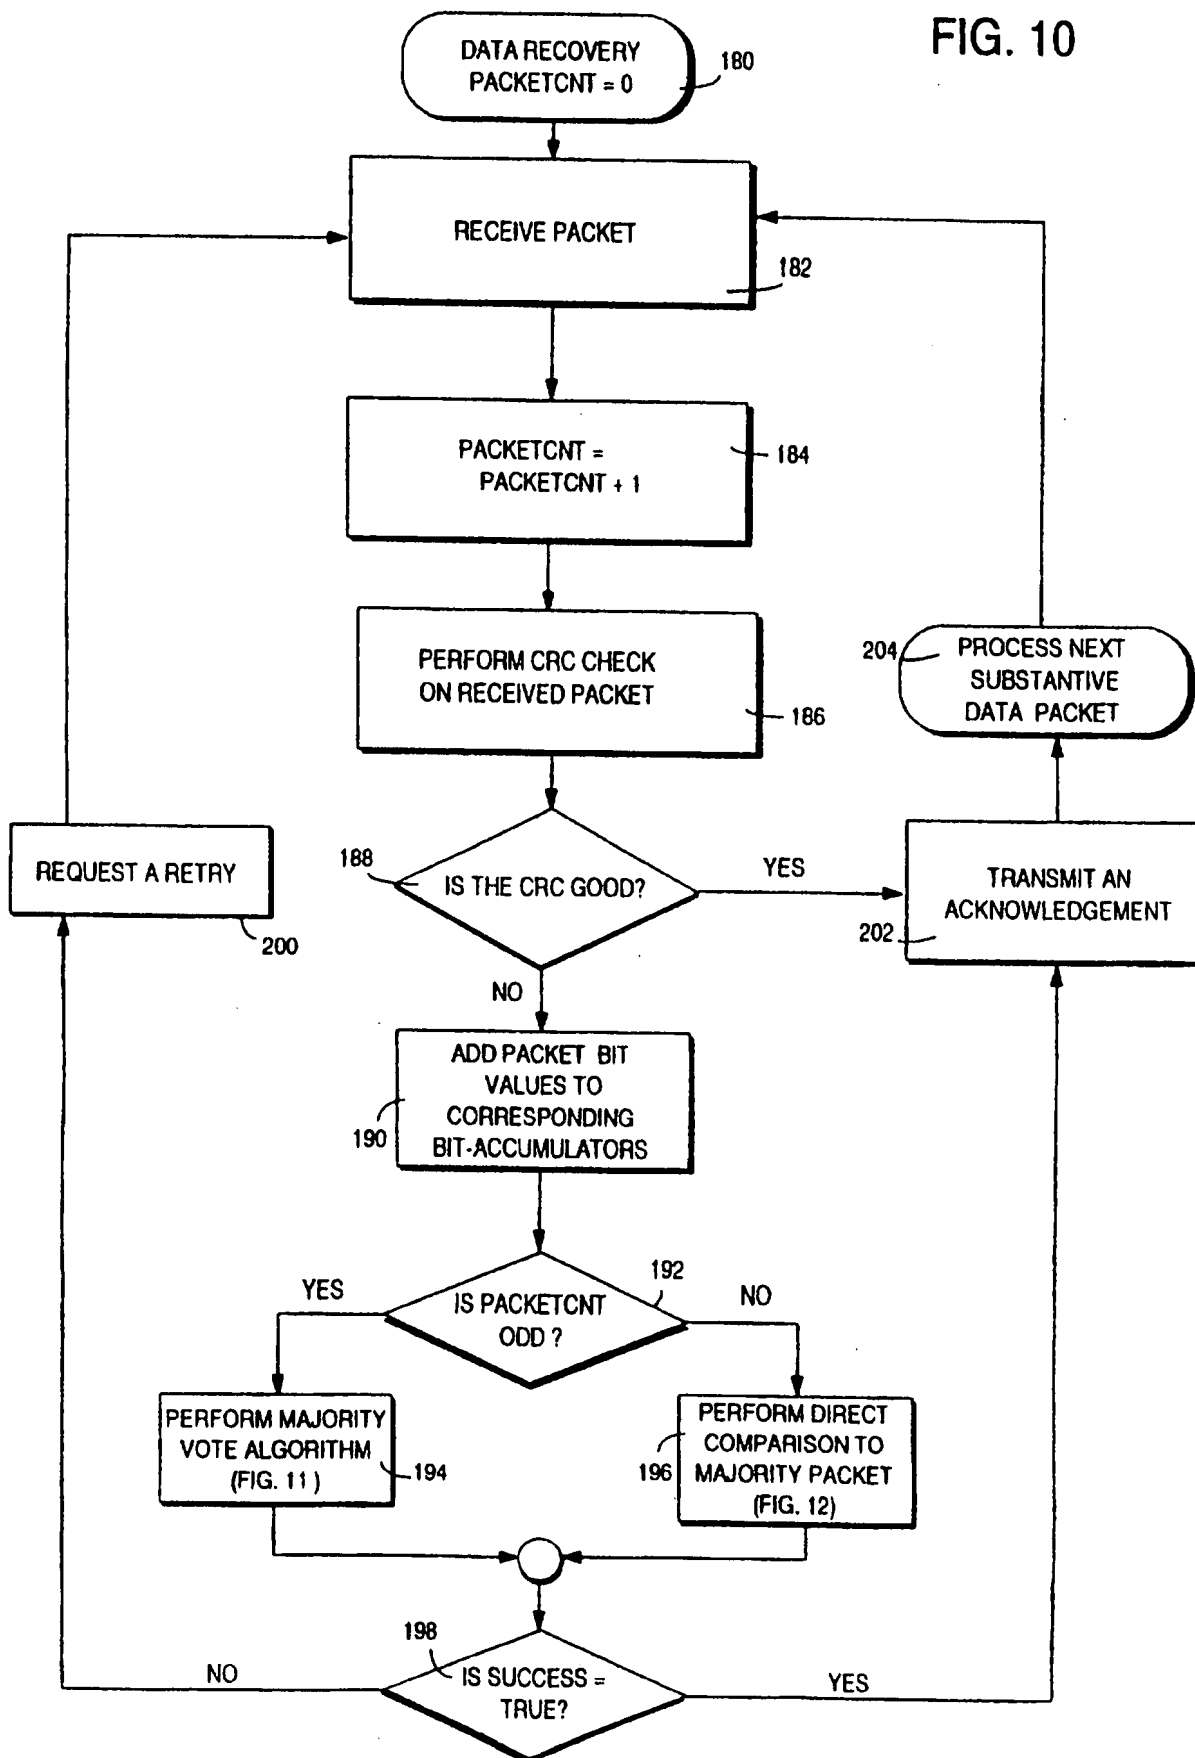 FIG. 10
DATA RECOVERY
PACKETCNT = 0
180
RECEIVE PACKET
182
PACKETCNT =
PACKETCNT + 1
184
PERFORM CRC CHECK
ON RECEIVED PACKET
186
204
PROCESS NEXT
SUBSTANTIVE
DATA PACKET
REQUEST A RETRY
200
188
IS THE CRC GOOD?
YES
TRANSMIT AN
ACKNOWLEDGEMENT
202
NO
ADD PACKET BIT
VALUES TO
CORRESPONDING
BIT-ACCUMULATORS
190
YES
IS PACKETCNT
ODD ?
192
NO
PERFORM MAJORITY
VOTE ALGORITHM
(FIG. 11)
194
PERFORM DIRECT
COMPARISON TO
MAJORITY PACKET
(FIG. 12)
196
198
NO
IS SUCCESS =
TRUE?
YES